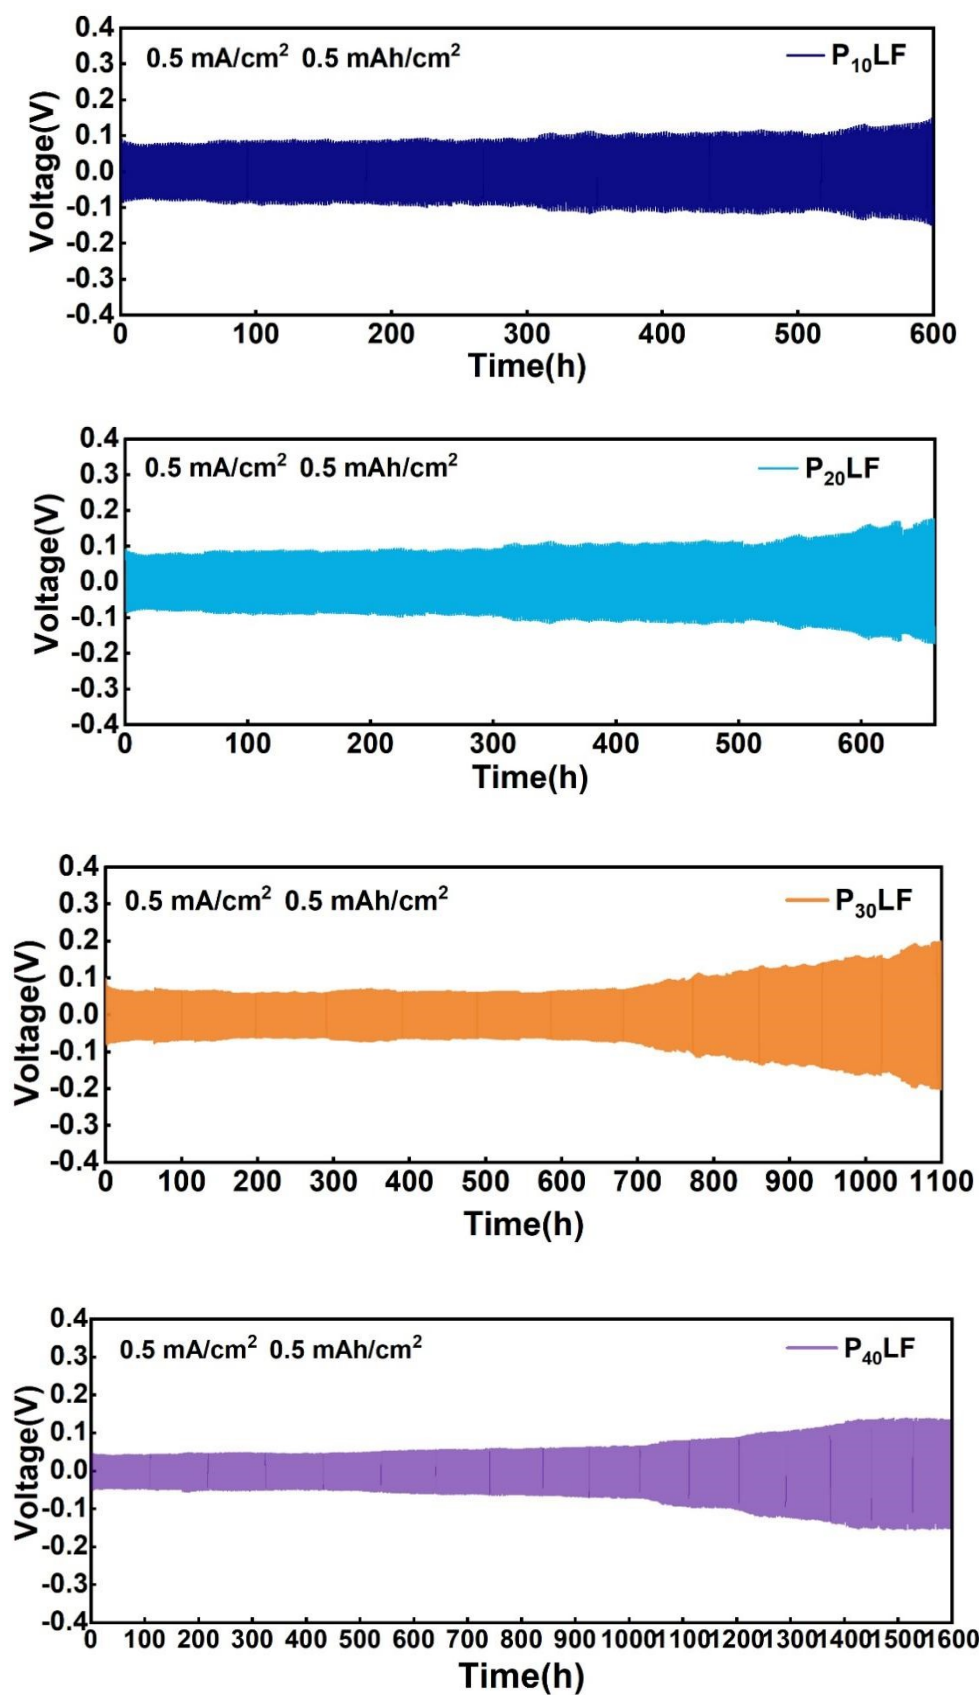 0.4
0.5 mA/cm² 0.5 mAh/cm² P₁₀LF
0.3
0.2
0.1
0.0
-0.1
-0.2
-0.3
-0.4
Voltage(V)
0 100 200 300 400 500 600
Time(h)
0.4
0.5 mA/cm² 0.5 mAh/cm² P₂₀LF
0.3
0.2
0.1
0.0
-0.1
-0.2
-0.3
-0.4
Voltage(V)
0 100 200 300 400 500 600
Time(h)
0.4
0.5 mA/cm² 0.5 mAh/cm² P₃₀LF
0.3
0.2
0.1
0.0
-0.1
-0.2
-0.3
-0.4
Voltage(V)
0 100 200 300 400 500 600 700 800 900 1000 1100
Time(h)
0.4
0.5 mA/cm² 0.5 mAh/cm² P₄₀LF
0.3
0.2
0.1
0.0
-0.1
-0.2
-0.3
-0.4
Voltage(V)
0 100 200 300 400 500 600 700 800 900 1000 1100 1200 1300 1400 1500 1600
Time(h)